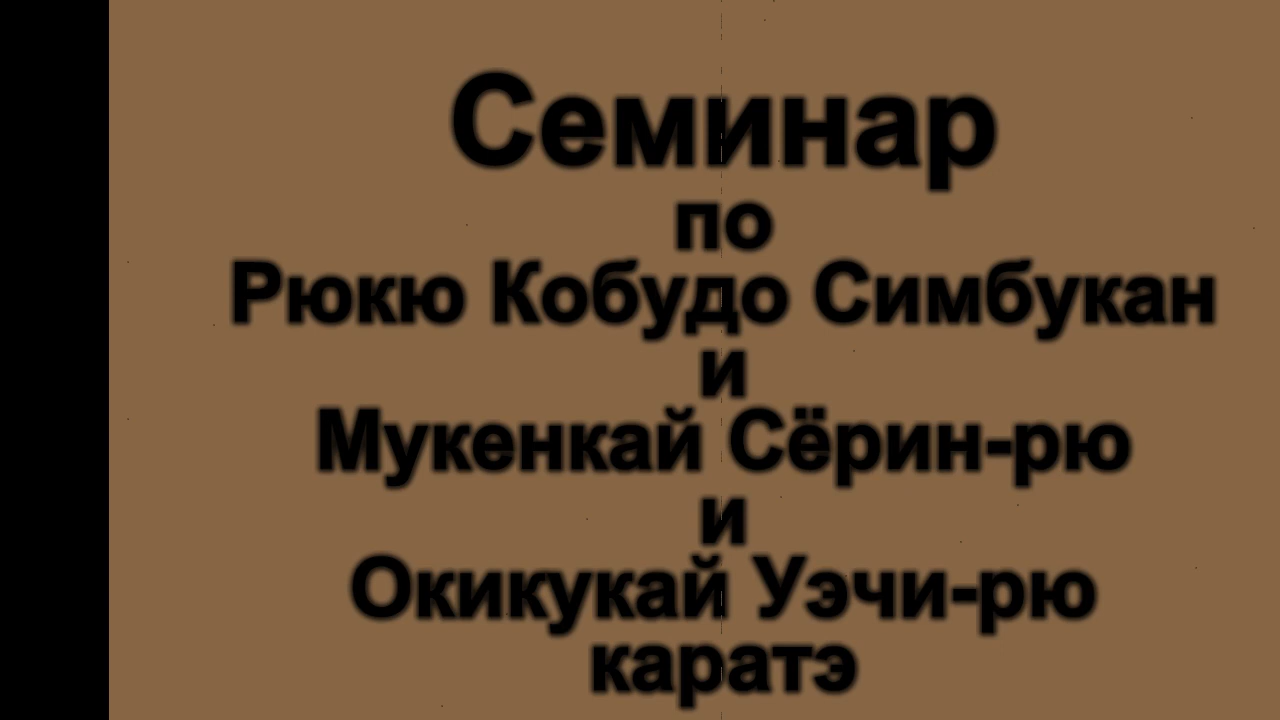 Семинар
по
Рюкю Кобудо Симбукан
и
Мукенкай Сёрин-рю
и
Окикукай Уэчи-рю
каратэ